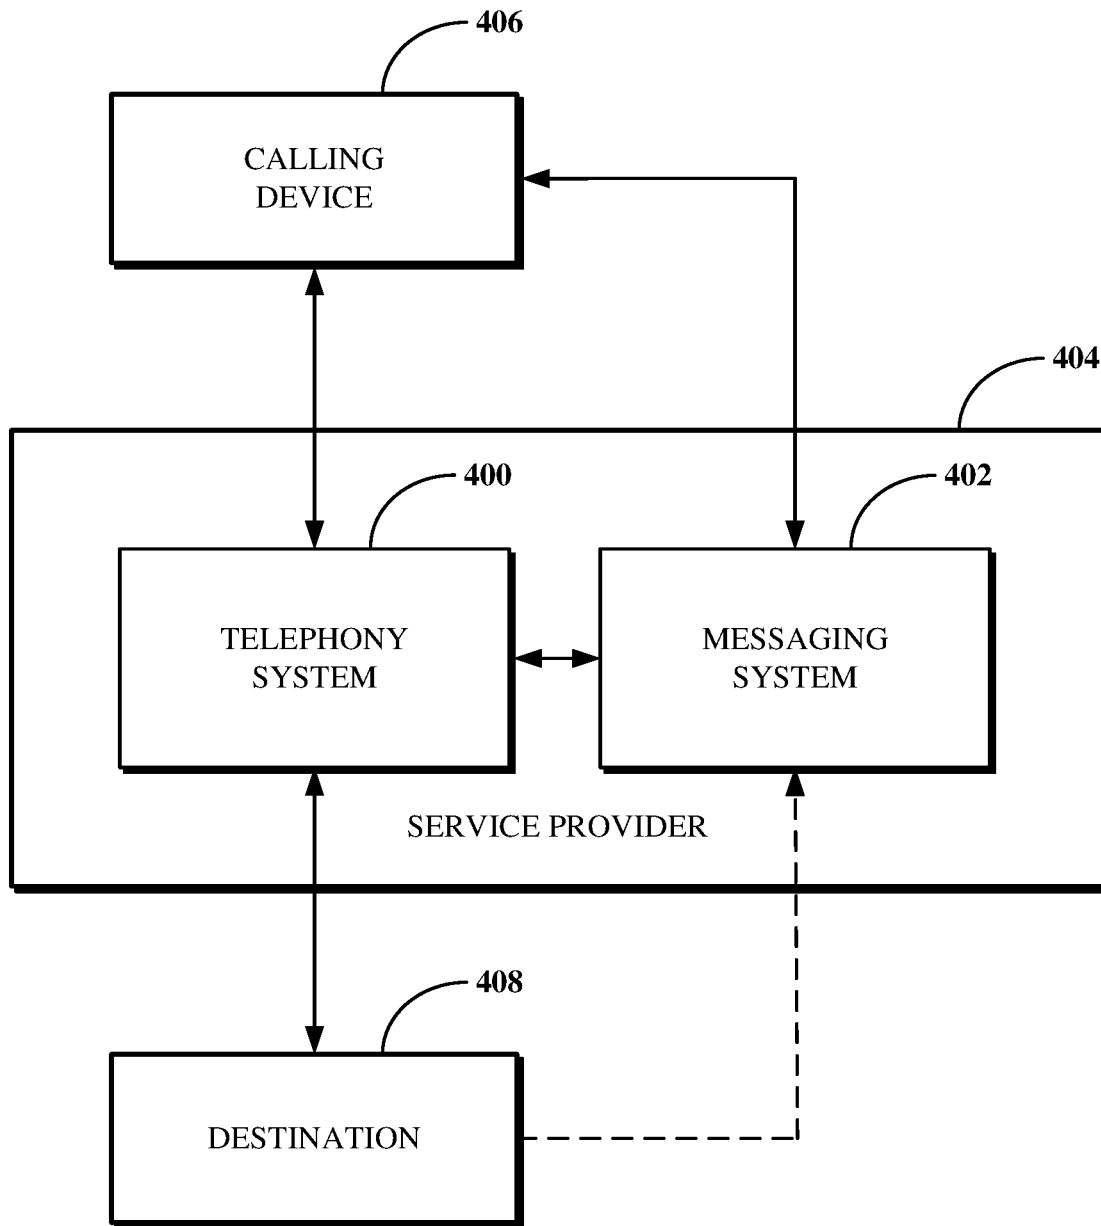 406
CALLING
DEVICE
404
400
402
TELEPHONY
SYSTEM
MESSAGING
SYSTEM
SERVICE PROVIDER
408
DESTINATION